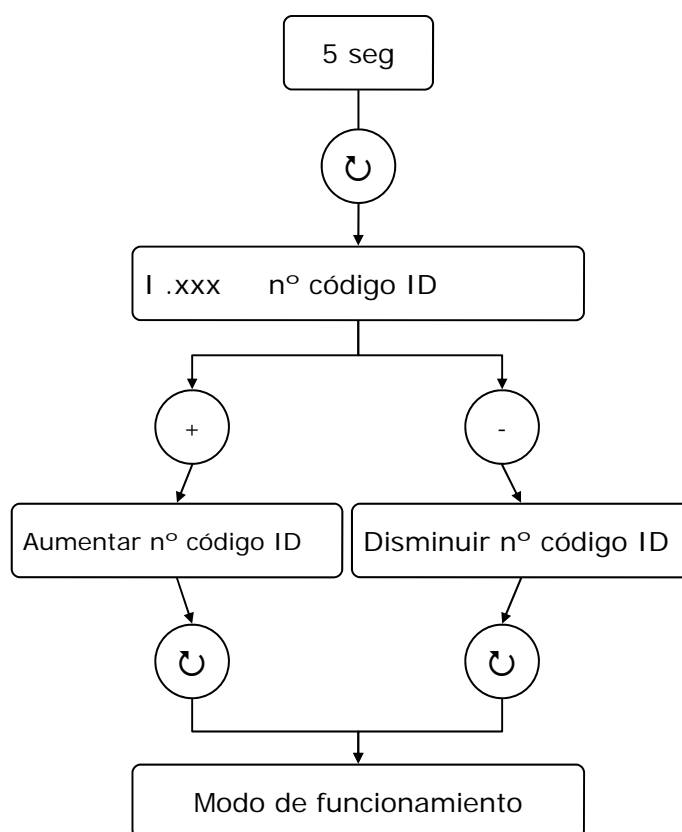 5 seg
↻
I .xxx nº código ID
+ -
Aumentar nº código ID Disminuir nº código ID
↻ ↻
Modo de funcionamiento